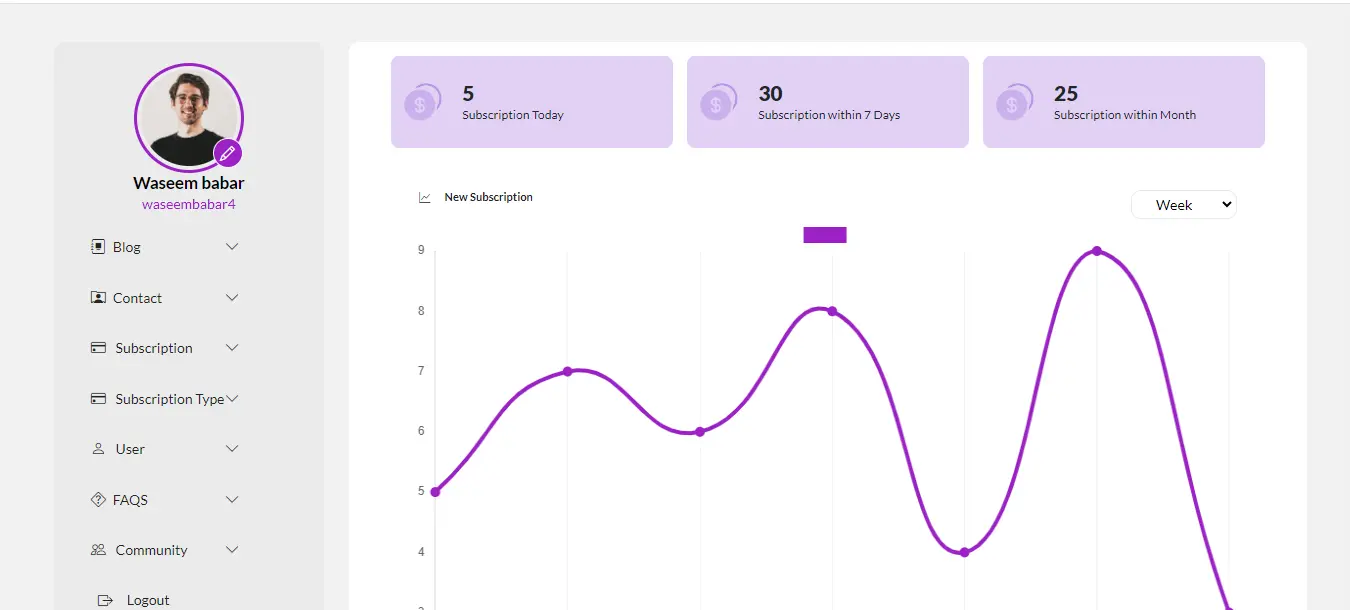 Waseem babar
waseembabar4
Blog
Contact
Subscription
Subscription Type
User
FAQS
Community
Logout
5
Subscription Today
30
Subscription within 7 Days
25
Subscription within Month
New Subscription
Week
9
8
7
6
5
4